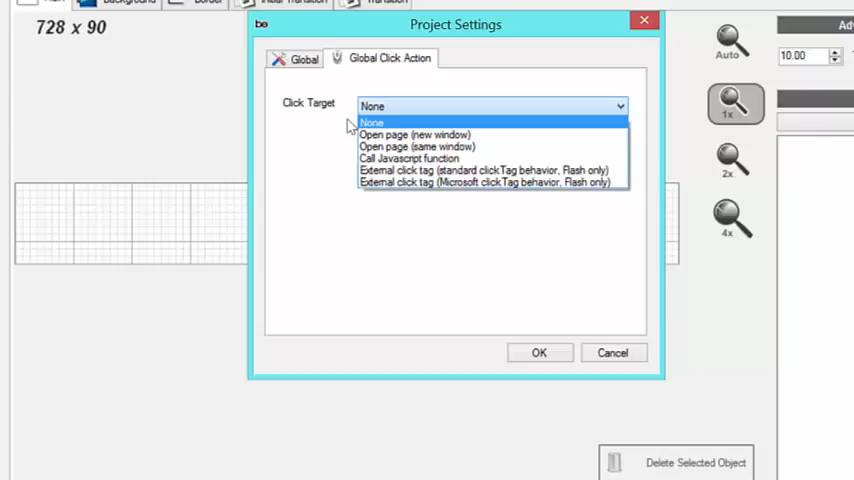 Background
Border
Initial Transition
Transition
728 x 90
be
Project Settings
Global
Global Click Action
Click Target
None
None
Open page (new window)
Open page (same window)
Call Javascript function
External click tag (standard clickTag behavior, Flash only)
External click tag (Microsoft clickTag behavior, Flash only)
OK
Cancel
Auto
1x
2x
4x
10.00
Delete Selected Object